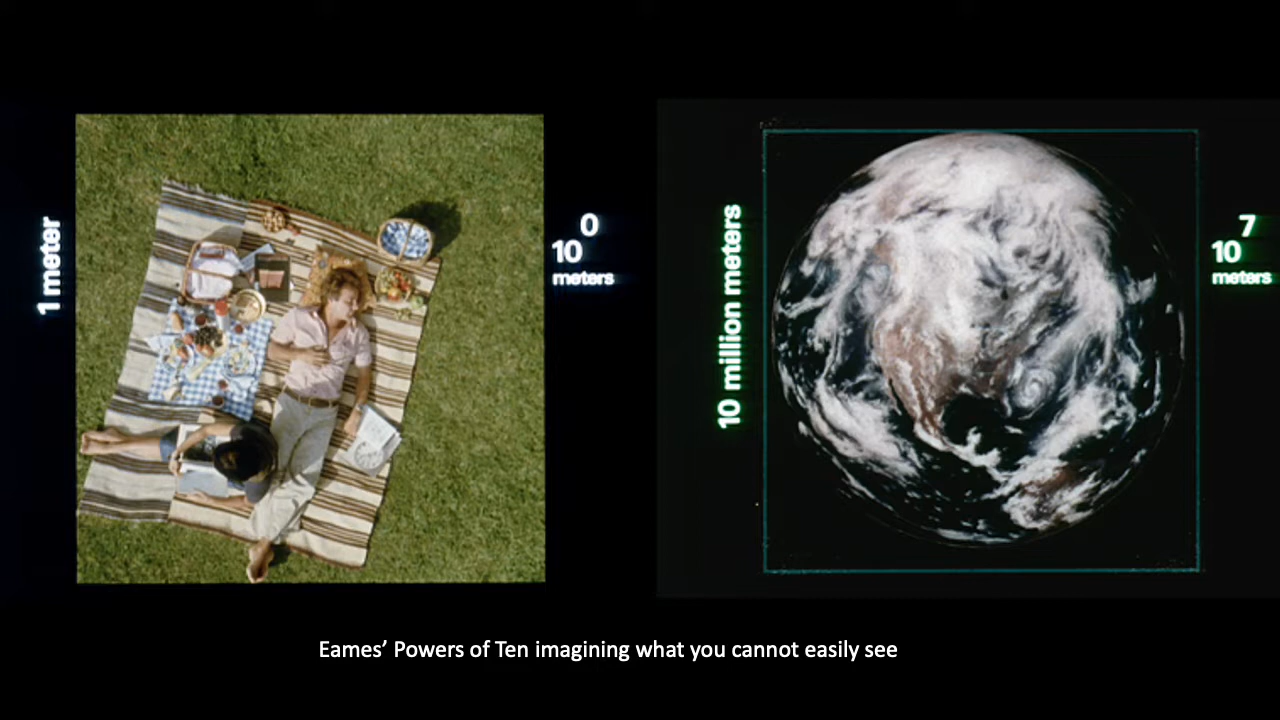 1 meter
0
10
meters
10 million meters
7
10
meters
Eames’ Powers of Ten imagining what you cannot easily see